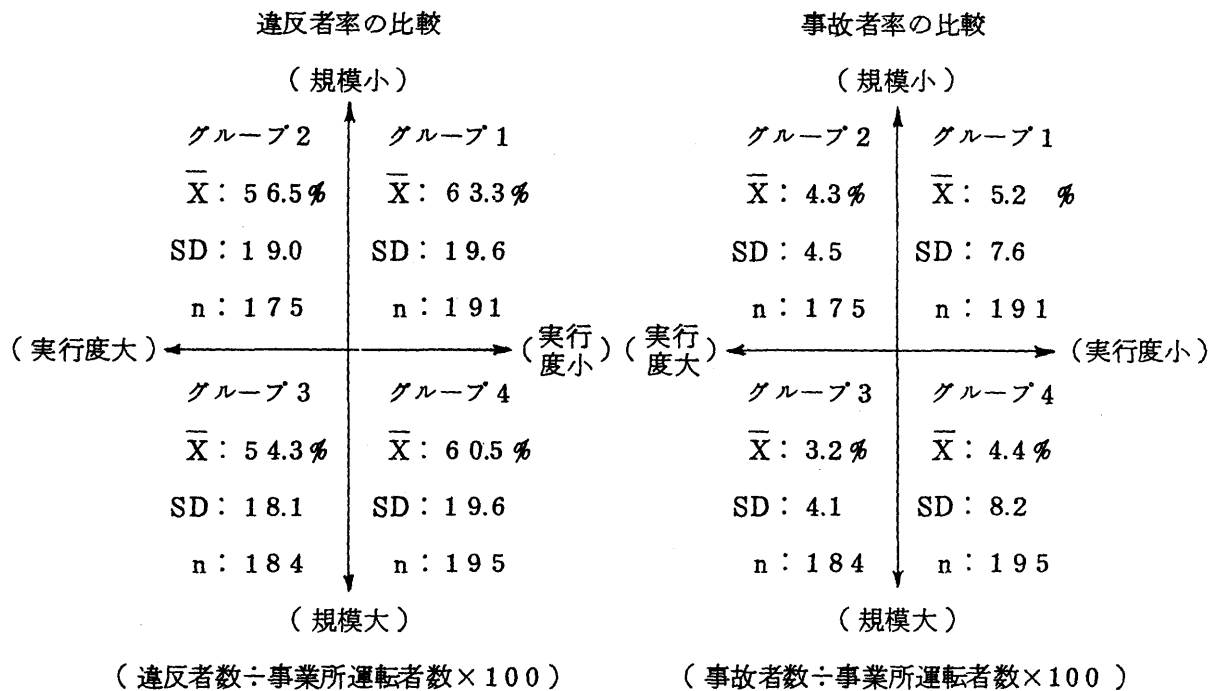 違反者率の比較
(規模小)
グループ2 グループ1
X̄:56.5% X̄:63.3%
SD:19.0 SD:19.6
n:175 n:191
(実行度大) (実行度小)
グループ3 グループ4
X̄:54.3% X̄:60.5%
SD:18.1 SD:19.6
n:184 n:195
(規模大)
(違反者数÷事業所運転者数×100)
事故者率の比較
(規模小)
グループ2 グループ1
X̄:4.3% X̄:5.2 %
SD:4.5 SD:7.6
n:175 n:191
(実行度大) (実行度小)
グループ3 グループ4
X̄:3.2% X̄:4.4%
SD:4.1 SD:8.2
n:184 n:195
(規模大)
(事故者数÷事業所運転者数×100)